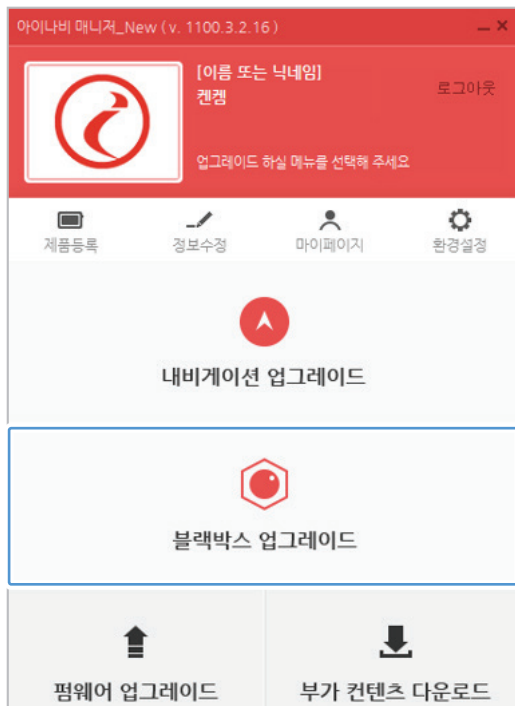 아이나비 매니저_New ( v. 1100.3.2.16 )
[이름 또는 닉네임]
켄켐
로그아웃
업그레이드 하실 메뉴를 선택해 주세요
제품등록
정보수정
마이페이지
환경설정
내비게이션 업그레이드
블랙박스 업그레이드
펌웨어 업그레이드
부가 컨텐츠 다운로드